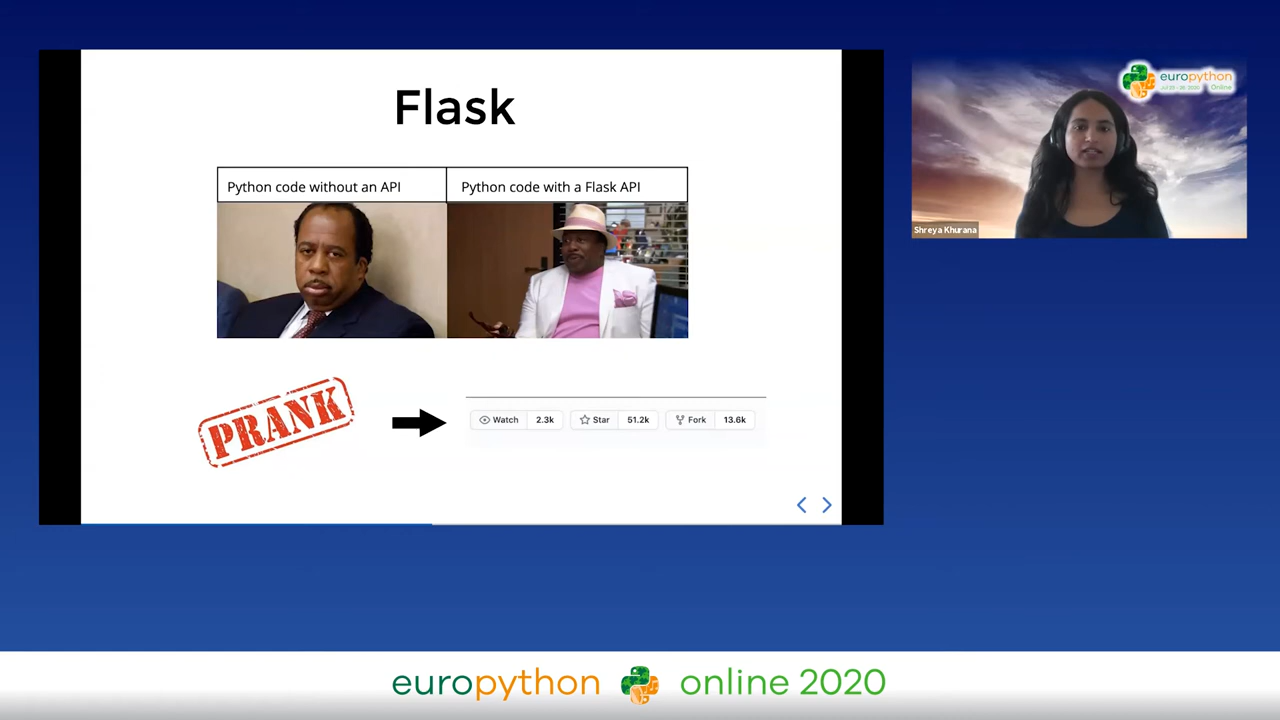 Flask
Python code without an API
Python code with a Flask API
PRANK
Watch 2.3k
Star 51.2k
Fork 13.6k
europython
Online
Shreya Khurana
europython online 2020